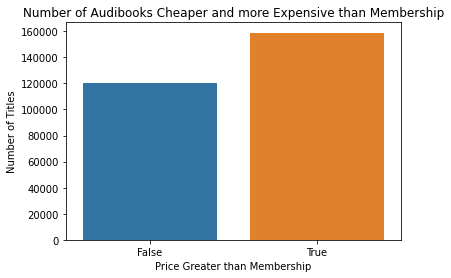 Number of Audibooks Cheaper and more Expensive than Membership
160000
140000
120000
100000
80000
60000
40000
20000
0
Number of Titles
False
True
Price Greater than Membership